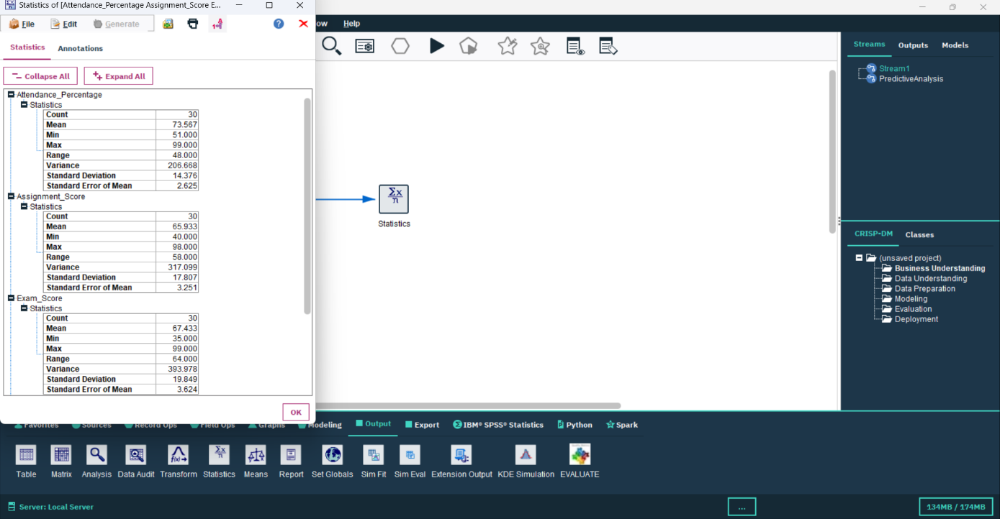 Statistics of [Attendance_Percentage Assignment_Score E...
File Edit Generate
Statistics Annotations
Collapse All Expand All
Attendance_Percentage
Statistics
Count 30
Mean 73.567
Min 51.000
Max 99.000
Range 48.000
Variance 206.668
Standard Deviation 14.376
Standard Error of Mean 2.625
Assignment_Score
Statistics
Count 30
Mean 65.933
Min 40.000
Max 98.000
Range 58.000
Variance 317.099
Standard Deviation 17.807
Standard Error of Mean 3.251
Exam_Score
Statistics
Count 30
Mean 67.433
Min 35.000
Max 99.000
Range 64.000
Variance 393.978
Standard Deviation 19.849
Standard Error of Mean 3.624
OK
ow Help
Σx
n
Statistics
Streams Outputs Models
Stream1
PredictiveAnalysis
CRISP-DM Classes
(unsaved project)
Business Understanding
Data Understanding
Data Preparation
Modeling
Evaluation
Deployment
Favorites Sources Record Ops Field Ops Graphs Modeling Output Export IBM® SPSS® Statistics Python Spark
Table Matrix Analysis Data Audit Transform Statistics Means Report Set Globals Sim Fit Sim Eval Extension Output KDE Simulation EVALUATE
Server: Local Server ... 134MB / 174MB